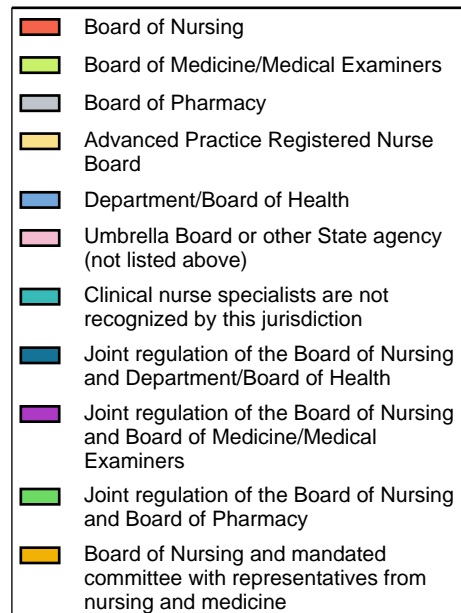 Board of Nursing
Board of Medicine/Medical Examiners
Board of Pharmacy
Advanced Practice Registered Nurse
Board
Department/Board of Health
Umbrella Board or other State agency
(not listed above)
Clinical nurse specialists are not
recognized by this jurisdiction
Joint regulation of the Board of Nursing
and Department/Board of Health
Joint regulation of the Board of Nursing
and Board of Medicine/Medical
Examiners
Joint regulation of the Board of Nursing
and Board of Pharmacy
Board of Nursing and mandated
committee with representatives from
nursing and medicine